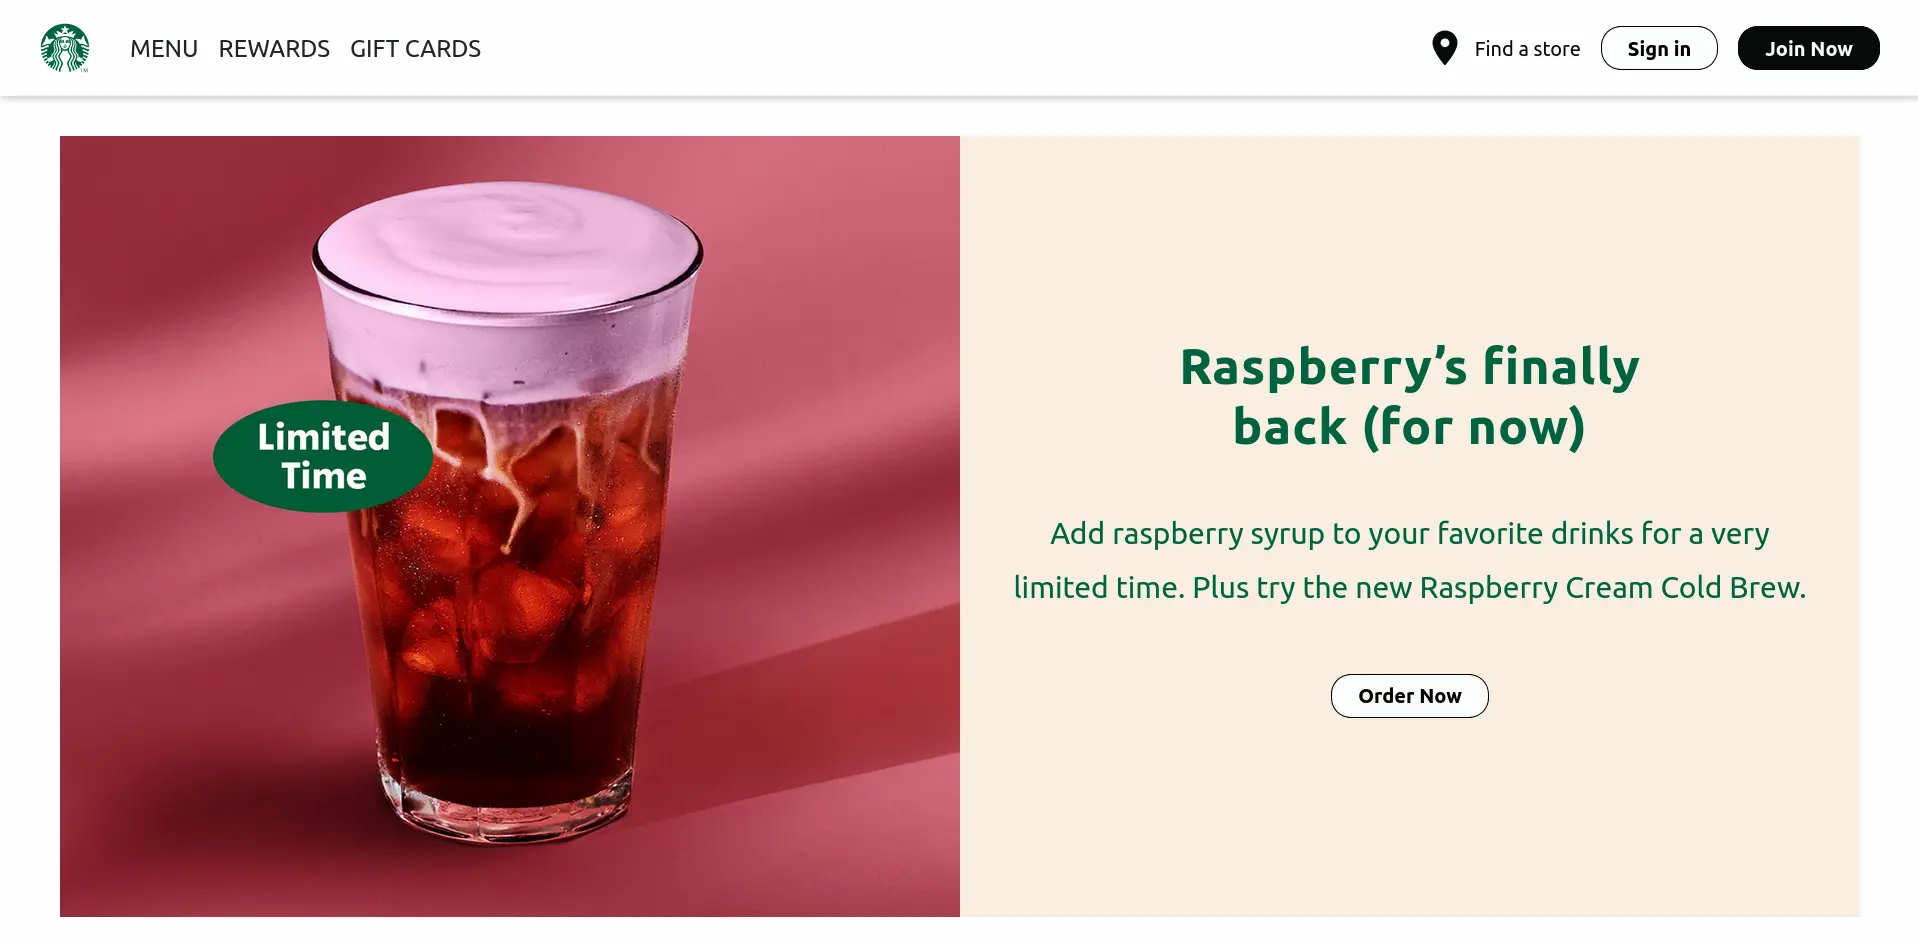 MENU REWARDS GIFT CARDS Find a store Sign in Join Now
Limited
Time
Raspberry’s finally
back (for now)
Add raspberry syrup to your favorite drinks for a very
limited time. Plus try the new Raspberry Cream Cold Brew.
Order Now